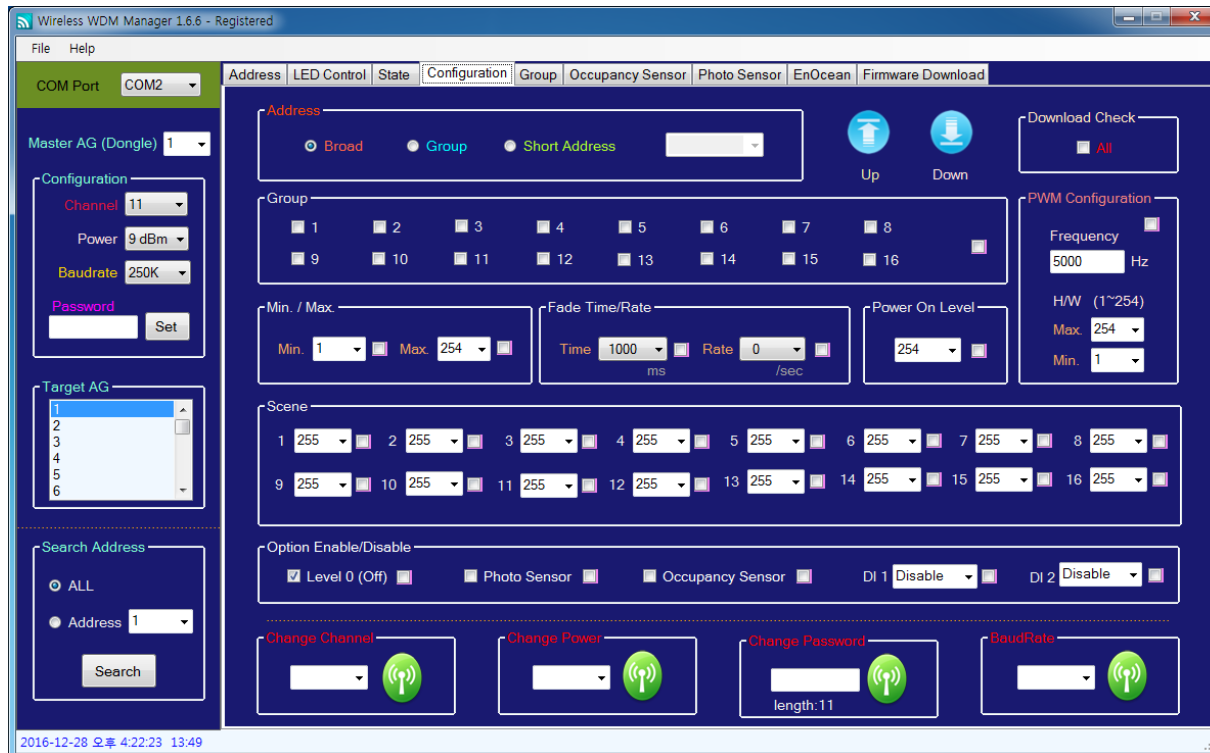 Wireless WDM Manager 1.6.6 - Registered
File Help
COM Port COM2
Master AG (Dongle) 1
Configuration
Channel 11
Power 9 dBm
Baudrate 250K
Password
Set
Target AG
1
2
3
4
5
6
Search Address
ALL
Address 1
Search
Address LED Control State Configuration Group Occupancy Sensor Photo Sensor EnOcean Firmware Download
Address
Broad Group Short Address
Up Down
Download Check
All
Group
1 2 3 4 5 6 7 8
9 10 11 12 13 14 15 16
PWM Configuration
Frequency
5000 Hz
H/W (1~254)
Max. 254
Min. 1
Min. / Max.
Min. 1 Max. 254
Fade Time/Rate
Time 1000 Rate 0
ms /sec
Power On Level
254
Scene
1 255 2 255 3 255 4 255 5 255 6 255 7 255 8 255
9 255 10 255 11 255 12 255 13 255 14 255 15 255 16 255
Option Enable/Disable
Level 0 (Off) Photo Sensor Occupancy Sensor DI 1 Disable DI 2 Disable
Change Channel Change Power Change Password BaudRate
length:11
2016-12-28 오후 4:22:23 13:49